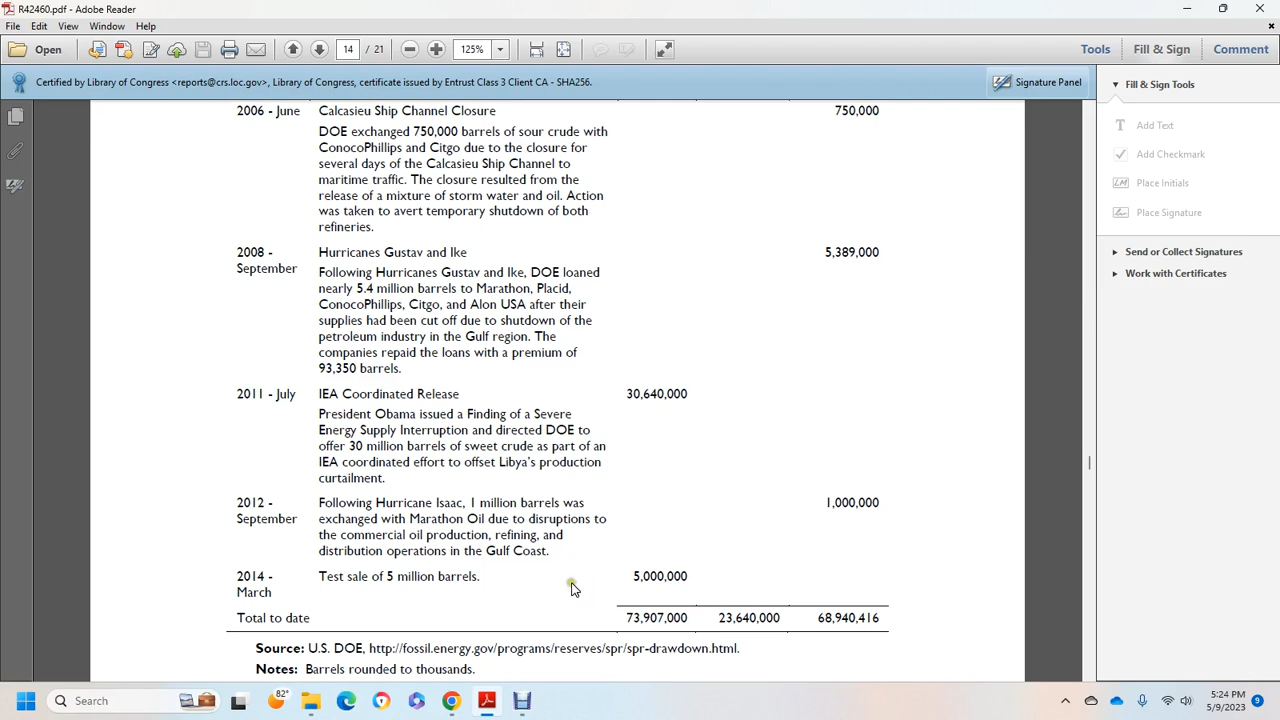 R42460.pdf - Adobe Reader
File Edit View Window Help
Open 14 / 21 125% Tools Fill & Sign Comment
Certified by Library of Congress <reports@crs.loc.gov>, Library of Congress, certificate issued by Entrust Class 3 Client CA - SHA256. Signature Panel
2006 - June Calcasieu Ship Channel Closure 750,000
DOE exchanged 750,000 barrels of sour crude with
ConocoPhillips and Citgo due to the closure for
several days of the Calcasieu Ship Channel to
maritime traffic. The closure resulted from the
release of a mixture of storm water and oil. Action
was taken to avert temporary shutdown of both
refineries.
2008 - Hurricanes Gustav and Ike 5,389,000
September
Following Hurricanes Gustav and Ike, DOE loaned
nearly 5.4 million barrels to Marathon, Placid,
ConocoPhillips, Citgo, and Alon USA after their
supplies had been cut off due to shutdown of the
petroleum industry in the Gulf region. The
companies repaid the loans with a premium of
93,350 barrels.
2011 - July IEA Coordinated Release 30,640,000
President Obama issued a Finding of a Severe
Energy Supply Interruption and directed DOE to
offer 30 million barrels of sweet crude as part of an
IEA coordinated effort to offset Libya's production
curtailment.
2012 - Following Hurricane Isaac, 1 million barrels was 1,000,000
September exchanged with Marathon Oil due to disruptions to
the commercial oil production, refining, and
distribution operations in the Gulf Coast.
2014 - Test sale of 5 million barrels. 5,000,000
March
Total to date 73,907,000 23,640,000 68,940,416
Source: U.S. DOE, http://fossil.energy.gov/programs/reserves/spr/spr-drawdown.html.
Notes: Barrels rounded to thousands.
Fill & Sign Tools
Add Text
Add Checkmark
Place Initials
Place Signature
Send or Collect Signatures
Work with Certificates
Search
82°
5:24 PM
5/9/2023
9